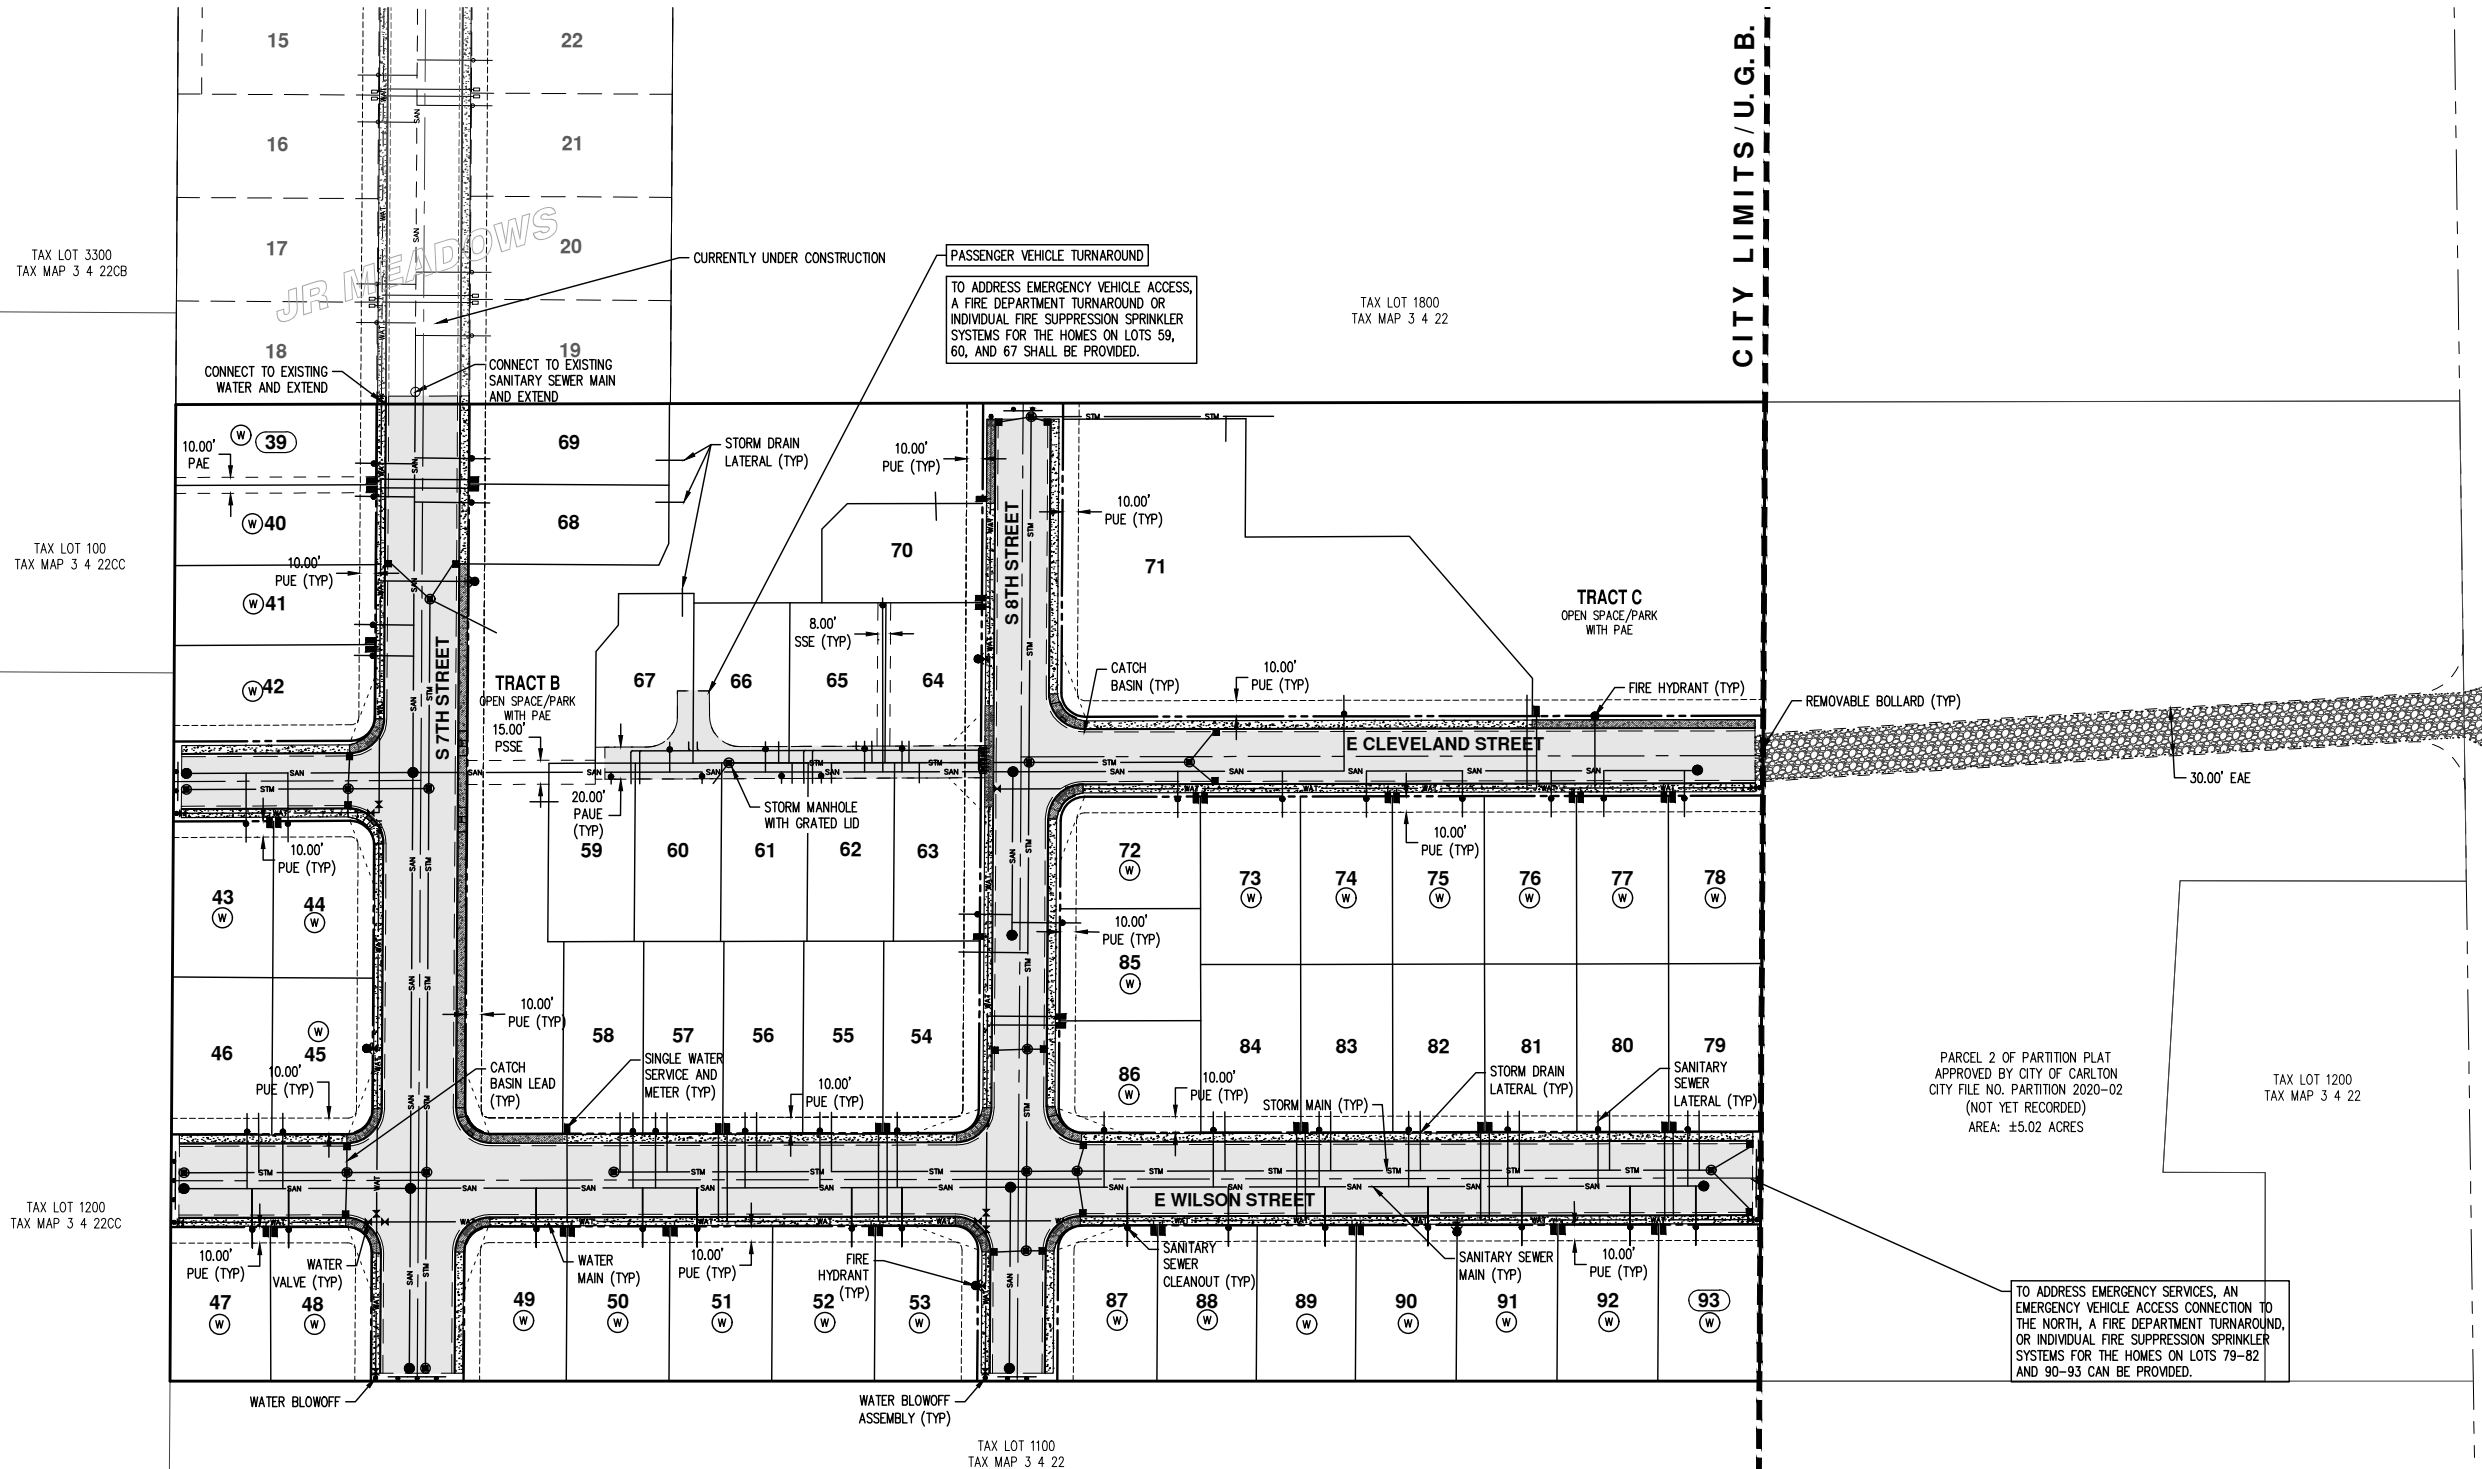 15
22
16
21
17
20
18
19
JR MEADOWS
CITY LIMITS/U.G.B.
TAX LOT 3300
TAX MAP 3 4 22CB
CURRENTLY UNDER CONSTRUCTION
PASSENGER VEHICLE TURNAROUND
TO ADDRESS EMERGENCY VEHICLE ACCESS,
A FIRE DEPARTMENT TURNAROUND OR
INDIVIDUAL FIRE SUPPRESSION SPRINKLER
SYSTEMS FOR THE HOMES ON LOTS 59,
60, AND 67 SHALL BE PROVIDED.
TAX LOT 1800
TAX MAP 3 4 22
CONNECT TO EXISTING
WATER AND EXTEND
CONNECT TO EXISTING
SANITARY SEWER MAIN
AND EXTEND
10.00'
PAE
W 39
69
STORM DRAIN
LATERAL (TYP)
10.00'
PUE (TYP)
10.00'
PUE (TYP)
W 40
68
70
71
S 8TH STREET
TAX LOT 100
TAX MAP 3 4 22CC
10.00'
PUE (TYP)
W 41
8.00'
SSE (TYP)
TRACT C
OPEN SPACE/PARK
WITH PAE
W 42
S 7TH STREET
TRACT B
OPEN SPACE/PARK
WITH PAE
15.00'
PSSE
67
66
65
64
CATCH
BASIN (TYP)
10.00'
PUE (TYP)
FIRE HYDRANT (TYP)
REMOVABLE BOLLARD (TYP)
E CLEVELAND STREET
30.00' EAE
SAN
STM
WAT
20.00'
PAUE
(TYP)
STORM MANHOLE
WITH GRATED LID
10.00'
PUE (TYP)
10.00'
PUE (TYP)
59
60
61
62
63
72
W
73
W
74
W
75
W
76
W
77
W
78
W
43
W
44
W
10.00'
PUE (TYP)
85
W
10.00'
PUE (TYP)
46
W
45
58
57
56
55
54
84
83
82
81
80
79
86
W
10.00'
PUE (TYP)
CATCH
BASIN LEAD
(TYP)
SINGLE WATER
SERVICE AND
METER (TYP)
10.00'
PUE (TYP)
10.00'
PUE (TYP)
STORM MAIN (TYP)
STORM DRAIN
LATERAL (TYP)
SANITARY
SEWER
LATERAL (TYP)
PARCEL 2 OF PARTITION PLAT
APPROVED BY CITY OF CARLTON
CITY FILE NO. PARTITION 2020-02
(NOT YET RECORDED)
AREA: ±5.02 ACRES
TAX LOT 1200
TAX MAP 3 4 22
E WILSON STREET
TAX LOT 1200
TAX MAP 3 4 22CC
10.00'
PUE (TYP)
WATER
VALVE (TYP)
WATER
MAIN (TYP)
10.00'
PUE (TYP)
FIRE
HYDRANT
(TYP)
SANITARY
SEWER
CLEANOUT (TYP)
SANITARY SEWER
MAIN (TYP)
10.00'
PUE (TYP)
47
W
48
W
49
W
50
W
51
W
52
W
53
W
87
W
88
W
89
W
90
W
91
W
92
W
93
W
TO ADDRESS EMERGENCY SERVICES, AN
EMERGENCY VEHICLE ACCESS CONNECTION TO
THE NORTH, A FIRE DEPARTMENT TURNAROUND,
OR INDIVIDUAL FIRE SUPPRESSION SPRINKLER
SYSTEMS FOR THE HOMES ON LOTS 79-82
AND 90-93 CAN BE PROVIDED.
WATER BLOWOFF
WATER BLOWOFF
ASSEMBLY (TYP)
TAX LOT 1100
TAX MAP 3 4 22